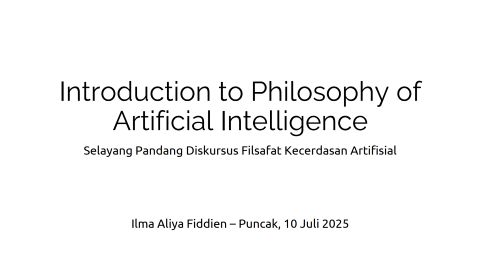 Introduction to Philosophy of
Artificial Intelligence
Selayang Pandang Diskursus Filsafat Kecerdasan Artifisial
Ilma Aliya Fiddien – Puncak, 10 Juli 2025